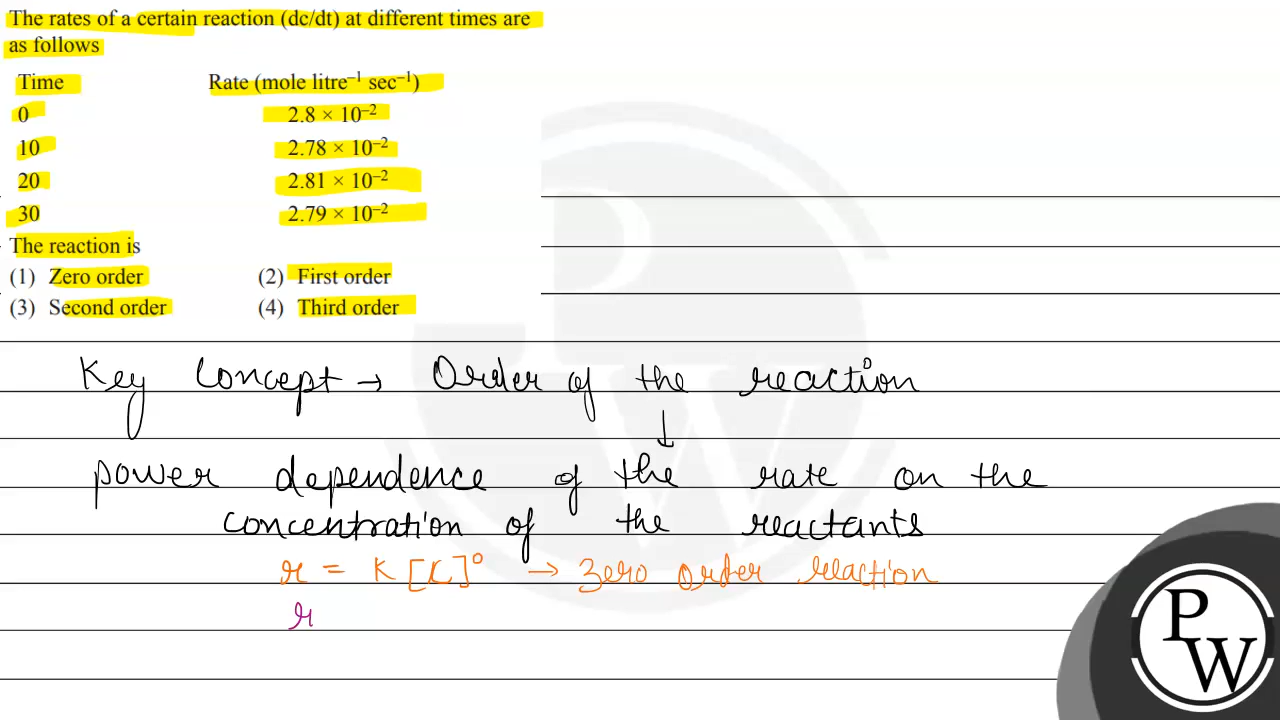 The rates of a certain reaction (dc/dt) at different times are
as follows
Time Rate (mole litre⁻¹ sec⁻¹)
0 2.8 × 10⁻²
10 2.78 × 10⁻²
20 2.81 × 10⁻²
30 2.79 × 10⁻²
The reaction is
(1) Zero order (2) First order
(3) Second order (4) Third order
Key Concept → Order of the reaction
↓
power dependence of the rate on the
concentration of the reactants
r = K [C]⁰ → Zero order reaction
r
P
W